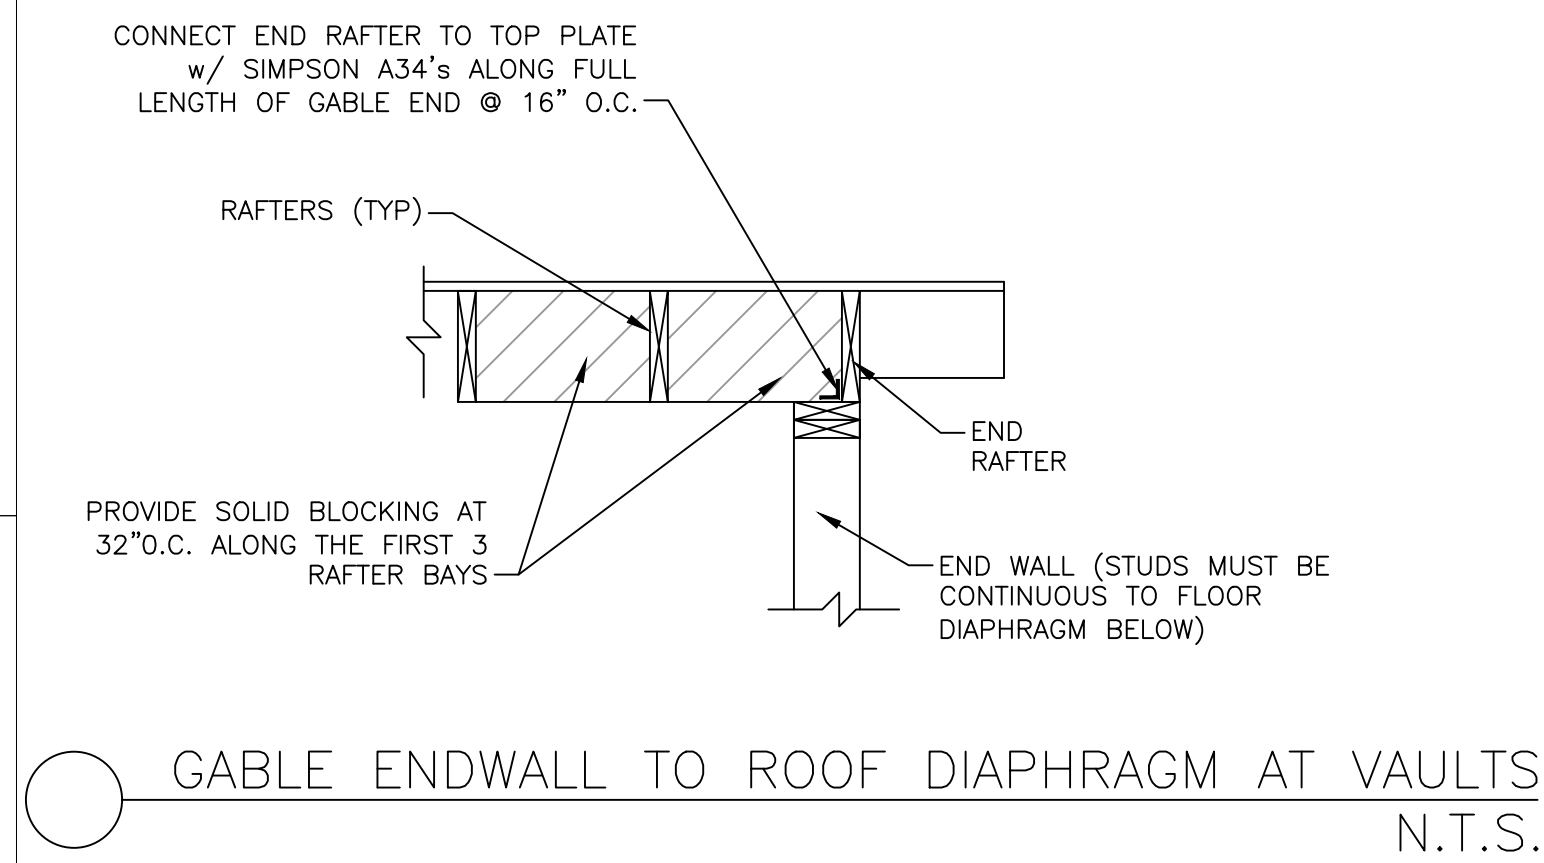 CONNECT END RAFTER TO TOP PLATE
w/ SIMPSON A34's ALONG FULL
LENGTH OF GABLE END @ 16” O.C.
RAFTERS (TYP)
END
RAFTER
PROVIDE SOLID BLOCKING AT
32”O.C. ALONG THE FIRST 3
RAFTER BAYS
END WALL (STUDS MUST BE
CONTINUOUS TO FLOOR
DIAPHRAGM BELOW)
GABLE ENDWALL TO ROOF DIAPHRAGM AT VAULTS
N.T.S.